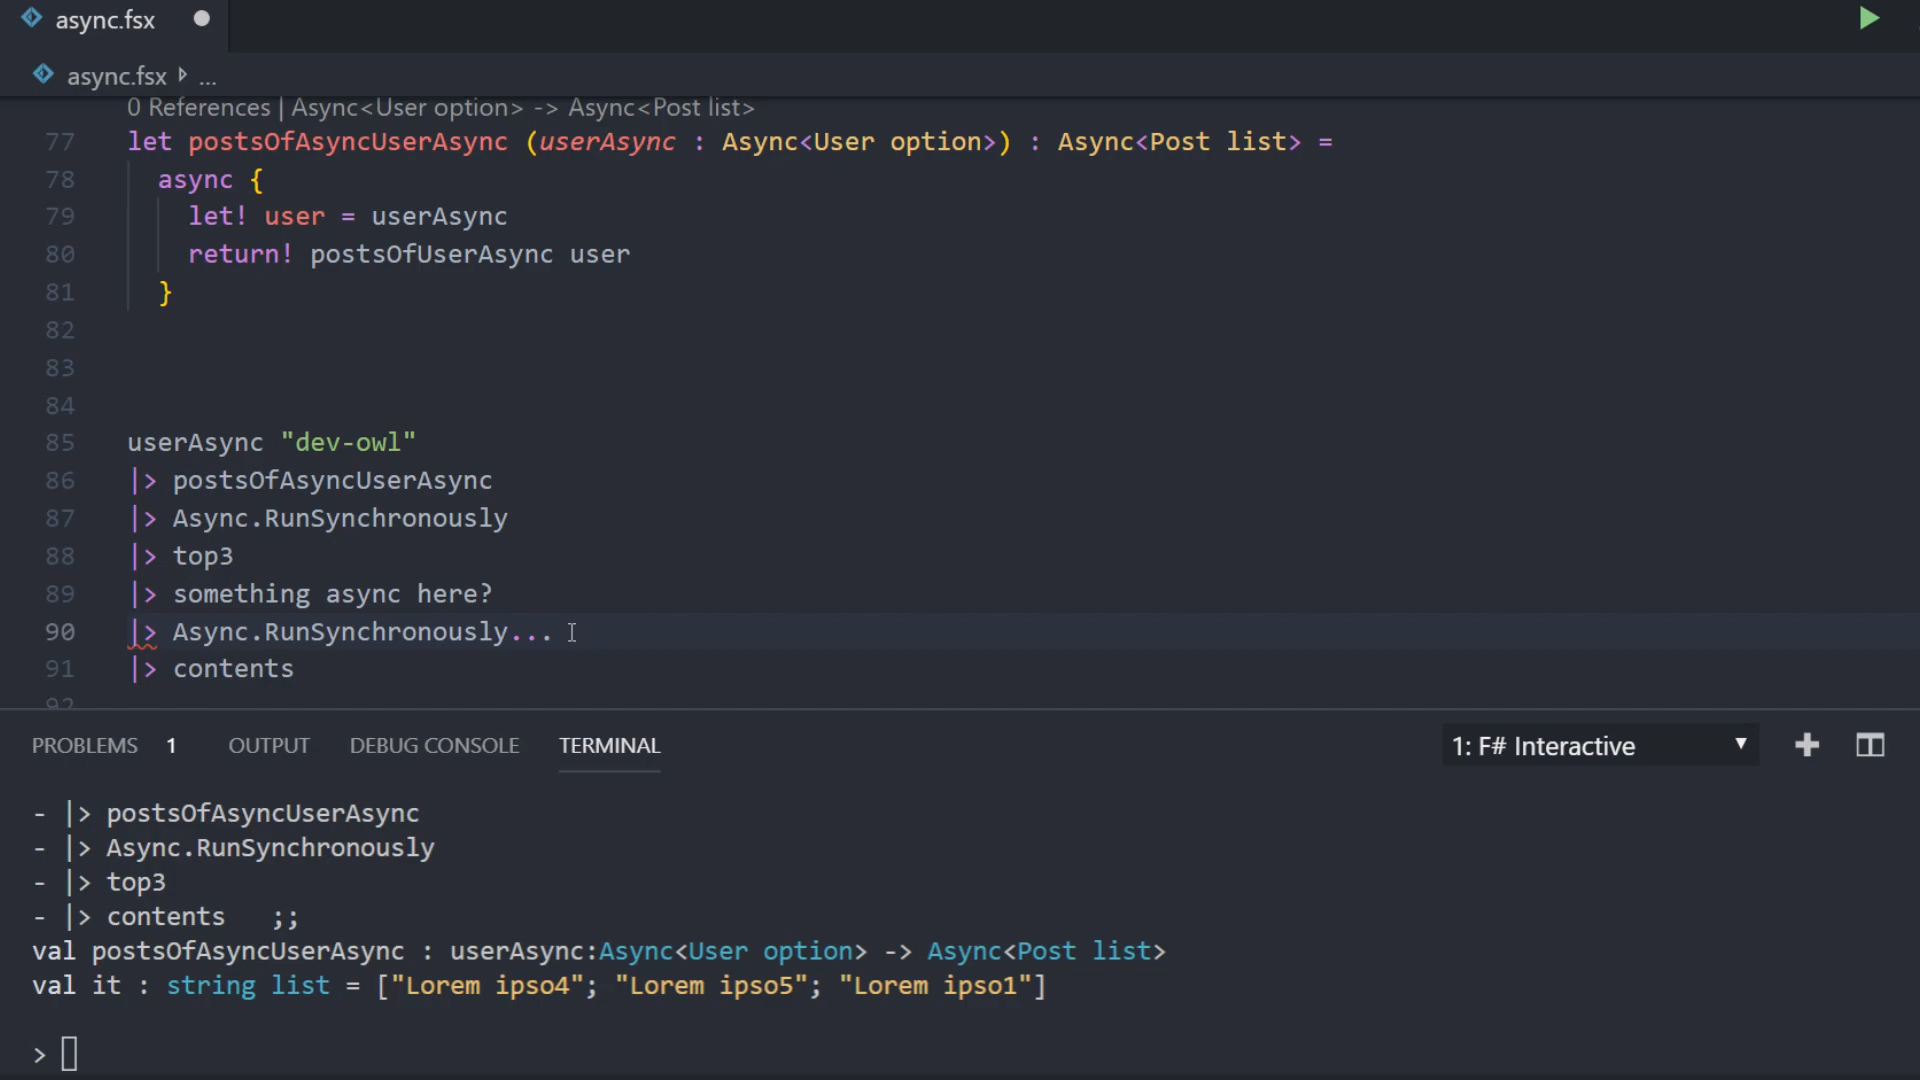 async.fsx
async.fsx ...
0 References | Async<User option> -> Async<Post list>
77 let postsOfAsyncUserAsync (userAsync : Async<User option>) : Async<Post list> =
78 async {
79 let! user = userAsync
80 return! postsOfUserAsync user
81 }
82
83
84
85 userAsync "dev-owl"
86 |> postsOfAsyncUserAsync
87 |> Async.RunSynchronously
88 |> top3
89 |> something async here?
90 |> Async.RunSynchronously...
91 |> contents
92
PROBLEMS 1 OUTPUT DEBUG CONSOLE TERMINAL 1: F# Interactive
- |> postsOfAsyncUserAsync
- |> Async.RunSynchronously
- |> top3
- |> contents ;;
val postsOfAsyncUserAsync : userAsync:Async<User option> -> Async<Post list>
val it : string list = ["Lorem ipso4"; "Lorem ipso5"; "Lorem ipso1"]
>